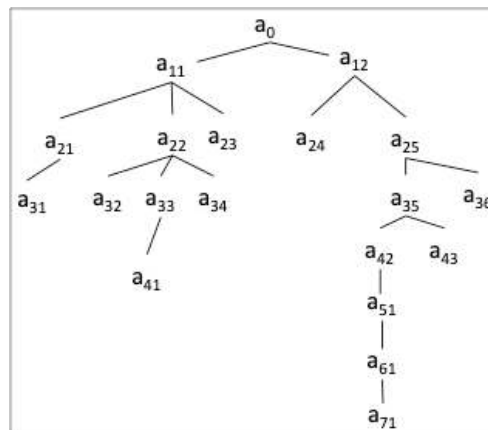 a₀
a₁₁ a₁₂
a₂₁ a₂₂ a₂₃ a₂₄ a₂₅
a₃₁ a₃₂ a₃₃ a₃₄ a₃₅ a₃₆
a₄₁ a₄₂ a₄₃
a₅₁
a₆₁
a₇₁